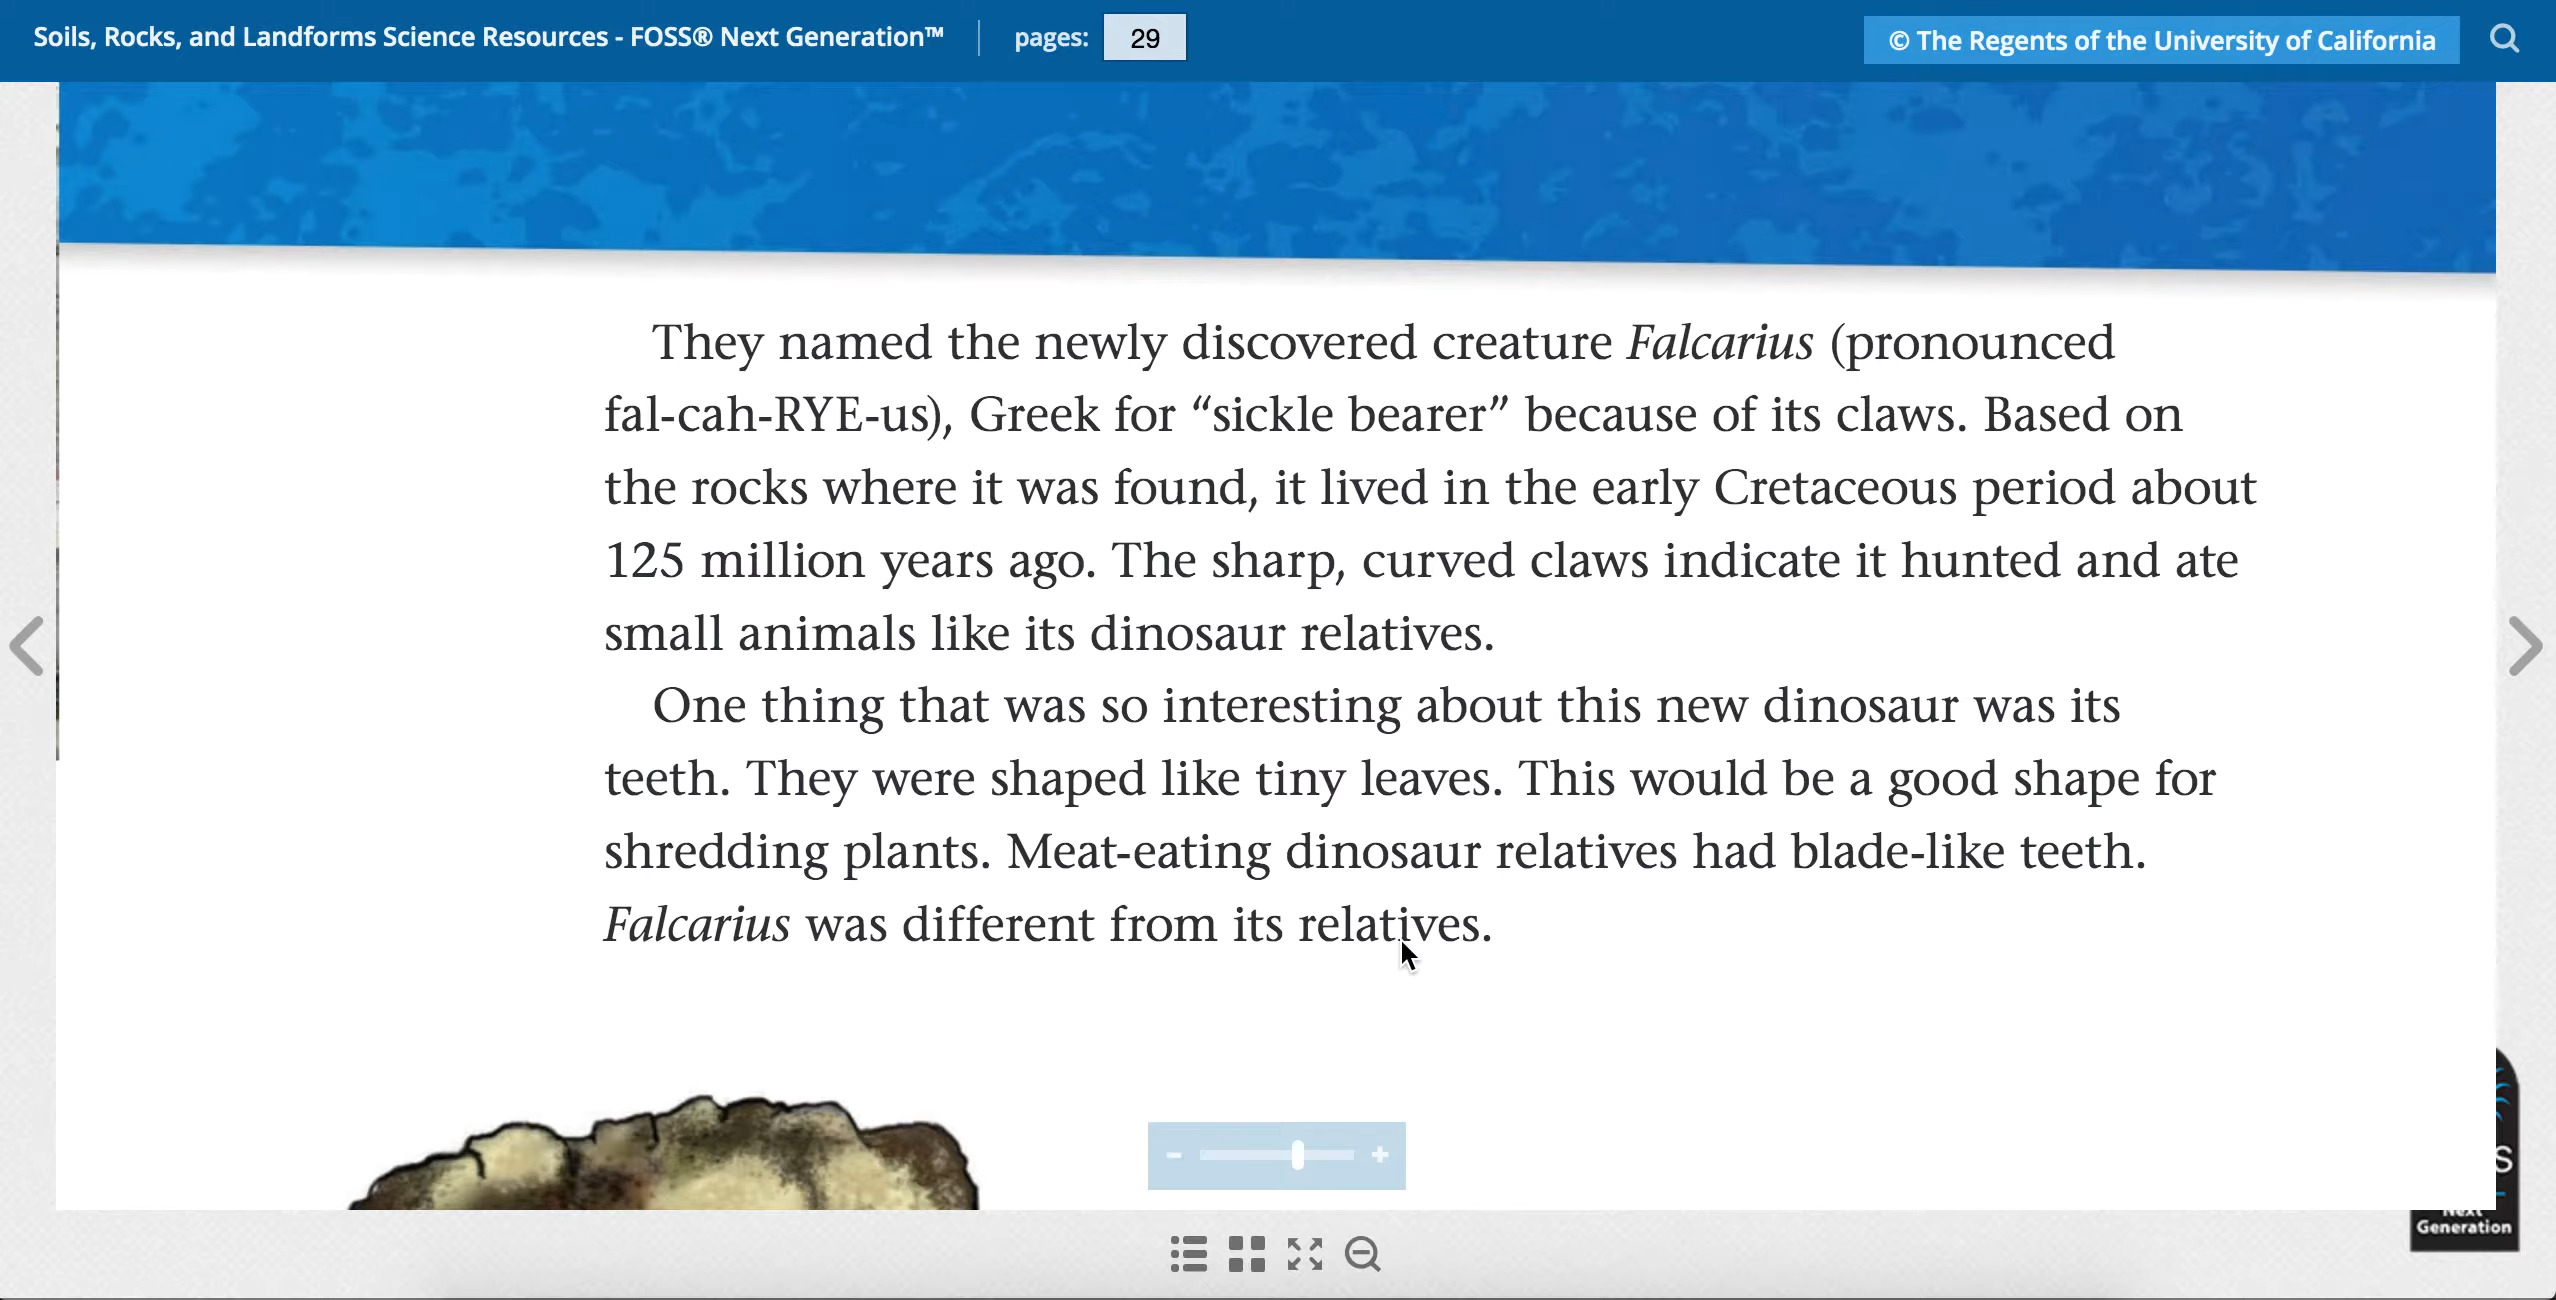 Soils, Rocks, and Landforms Science Resources - FOSS® Next Generation™
pages: 29
© The Regents of the University of California
They named the newly discovered creature Falcarius (pronounced
fal-cah-RYE-us), Greek for “sickle bearer” because of its claws. Based on
the rocks where it was found, it lived in the early Cretaceous period about
125 million years ago. The sharp, curved claws indicate it hunted and ate
small animals like its dinosaur relatives.
One thing that was so interesting about this new dinosaur was its
teeth. They were shaped like tiny leaves. This would be a good shape for
shredding plants. Meat-eating dinosaur relatives had blade-like teeth.
Falcarius was different from its relatives.
S
Next
Generation